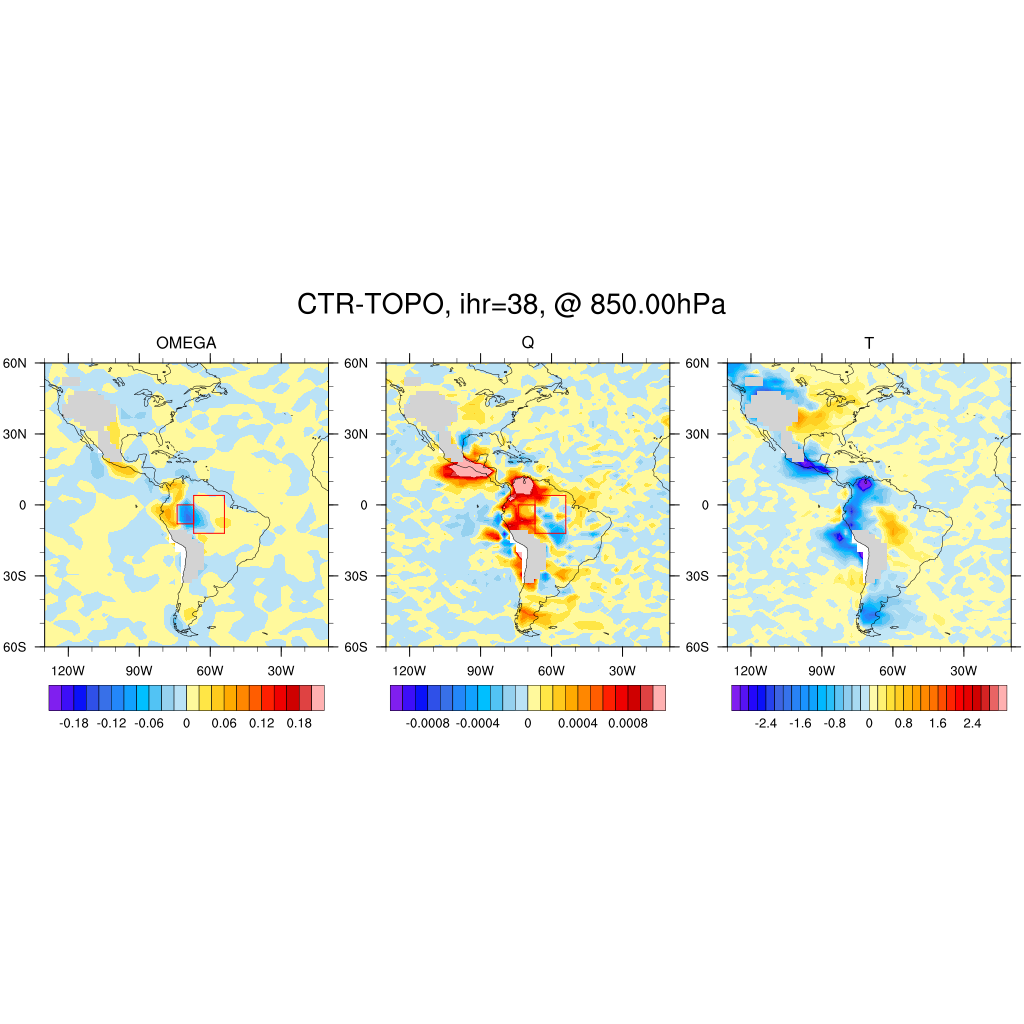 CTR-TOPO, ihr=38, @ 850.00hPa
OMEGA
Q
T
60N
30N
0
30S
60S
120W 90W 60W 30W
60N
30N
0
30S
60S
120W 90W 60W 30W
60N
30N
0
30S
60S
120W 90W 60W 30W
-0.18 -0.12 -0.06 0 0.06 0.12 0.18
-0.0008 -0.0004 0 0.0004 0.0008
-2.4 -1.6 -0.8 0 0.8 1.6 2.4